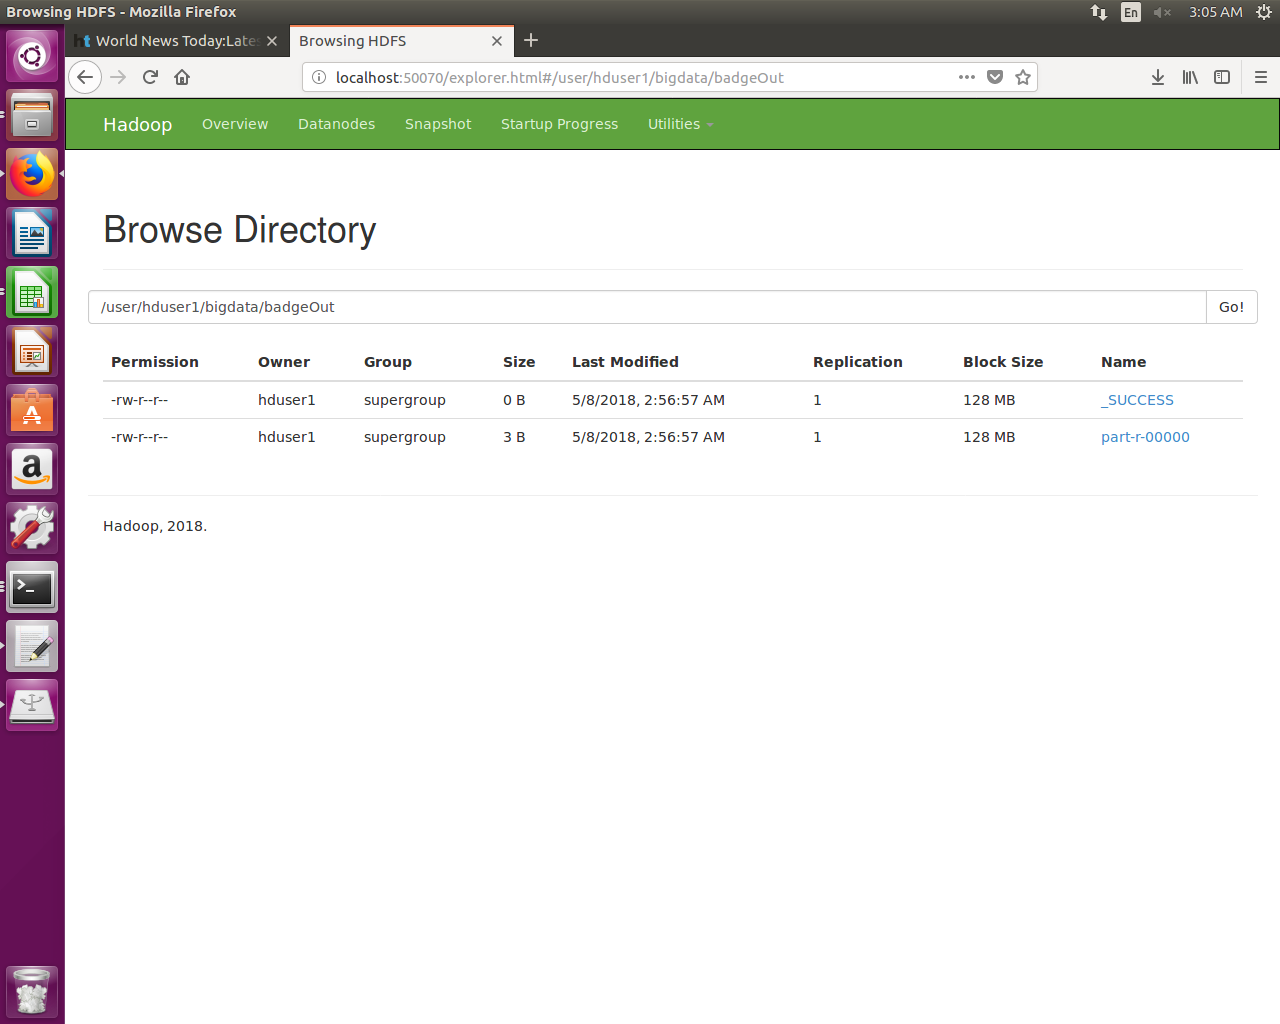 Browsing HDFS - Mozilla Firefox
En
3:05 AM
ht World News Today:Late
Browsing HDFS
localhost:50070/explorer.html#/user/hduser1/bigdata/badgeOut
Hadoop Overview Datanodes Snapshot Startup Progress Utilities
Browse Directory
/user/hduser1/bigdata/badgeOut Go!
Permission Owner Group Size Last Modified Replication Block Size Name
-rw-r--r-- hduser1 supergroup 0 B 5/8/2018, 2:56:57 AM 1 128 MB _SUCCESS
-rw-r--r-- hduser1 supergroup 3 B 5/8/2018, 2:56:57 AM 1 128 MB part-r-00000
Hadoop, 2018.